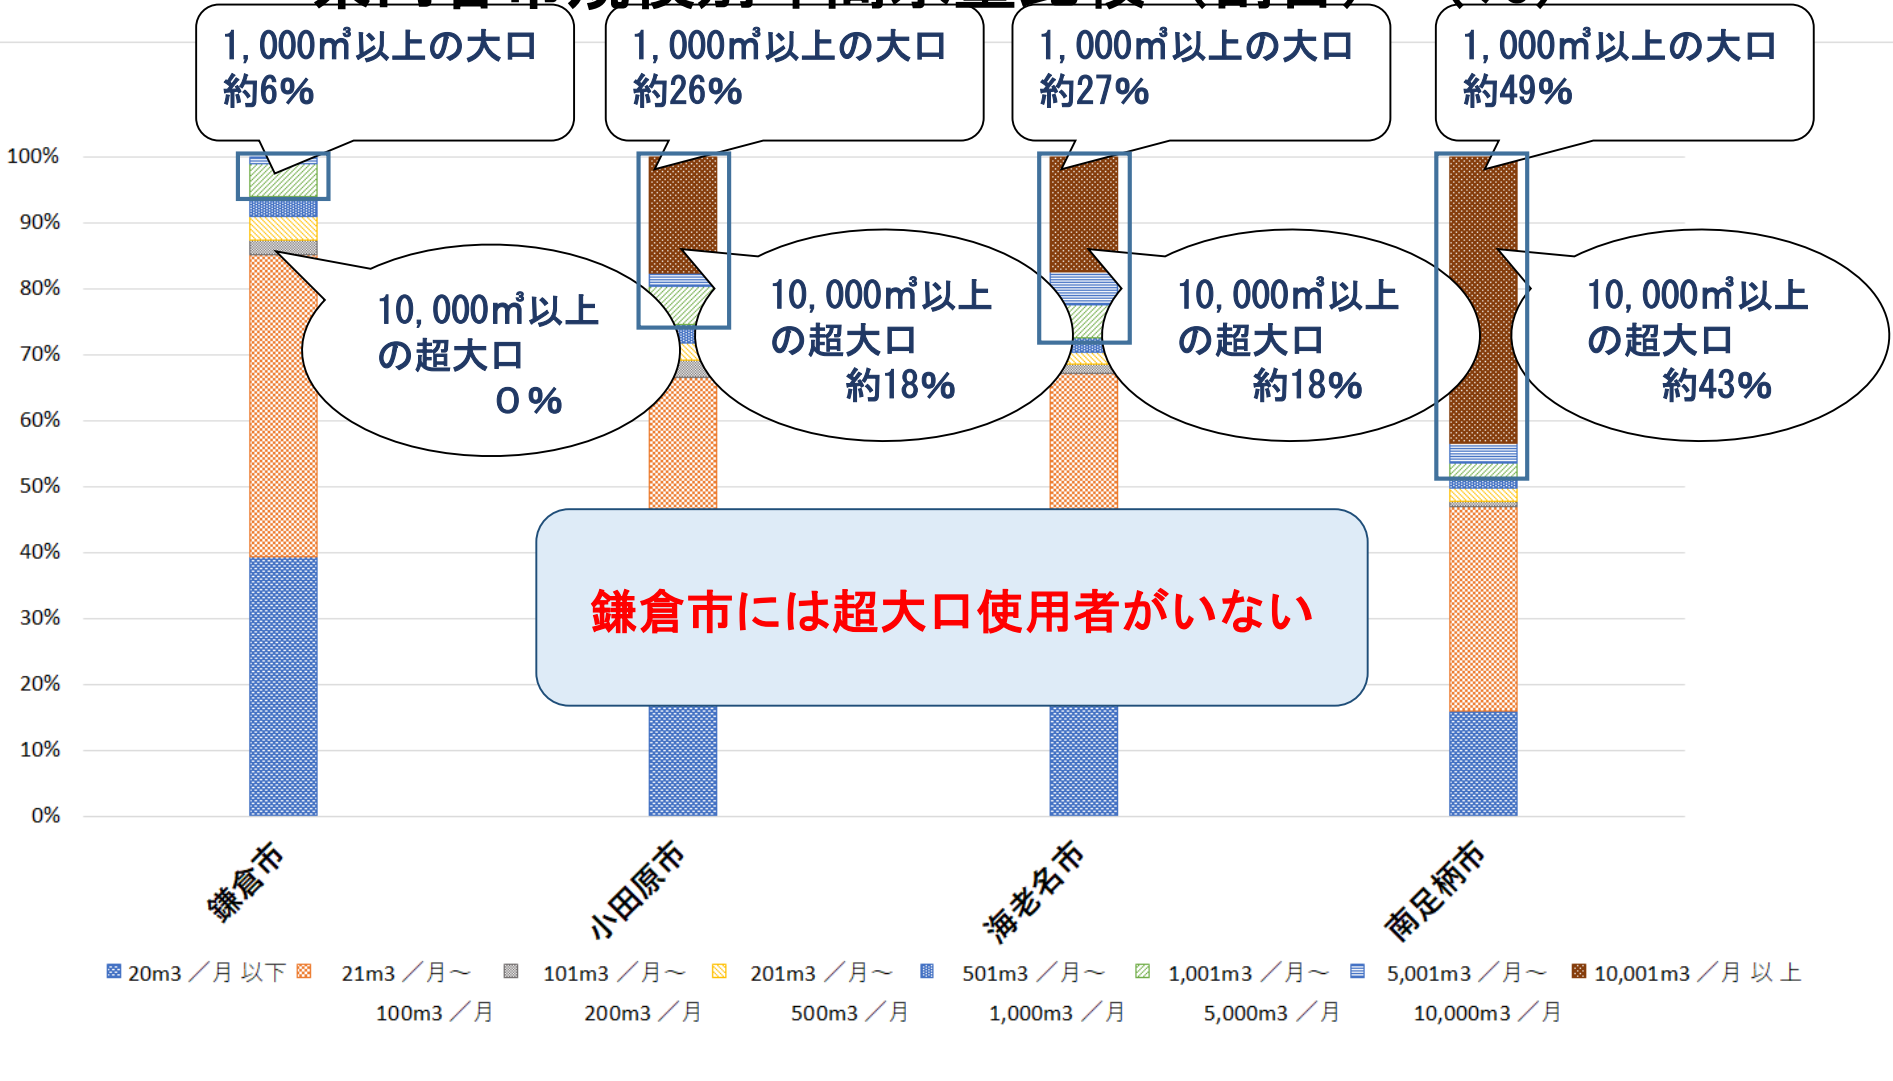 1,000㎥以上の大口
約6%
1,000㎥以上の大口
約26%
1,000㎥以上の大口
約27%
1,000㎥以上の大口
約49%
100%
90%
80%
70%
60%
50%
40%
30%
20%
10%
0%
10,000㎥以上
の超大口
０％
10,000㎥以上
の超大口
約18%
10,000㎥以上
の超大口
約18%
10,000㎥以上
の超大口
約43%
鎌倉市には超大口使用者がいない
鎌倉市
小田原市
海老名市
南足柄市
20m3／月 以下
21m3／月～
100m3／月
101m3／月～
200m3／月
201m3／月～
500m3／月
501m3／月～
1,000m3／月
1,001m3／月～
5,000m3／月
5,001m3／月～
10,000m3／月
10,001m3／月 以 上